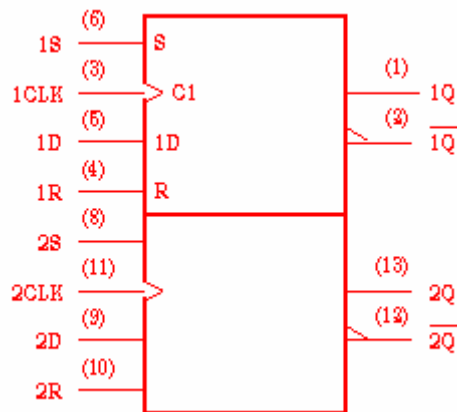 (6)
1S S
(3) (1)
1CLK C1 1Q
(5) (2)
1D 1D 1Q
(4)
1R R
(8)
2S
(11) (13)
2CLK 2Q
(9) (12)
2D 2Q
(10)
2R